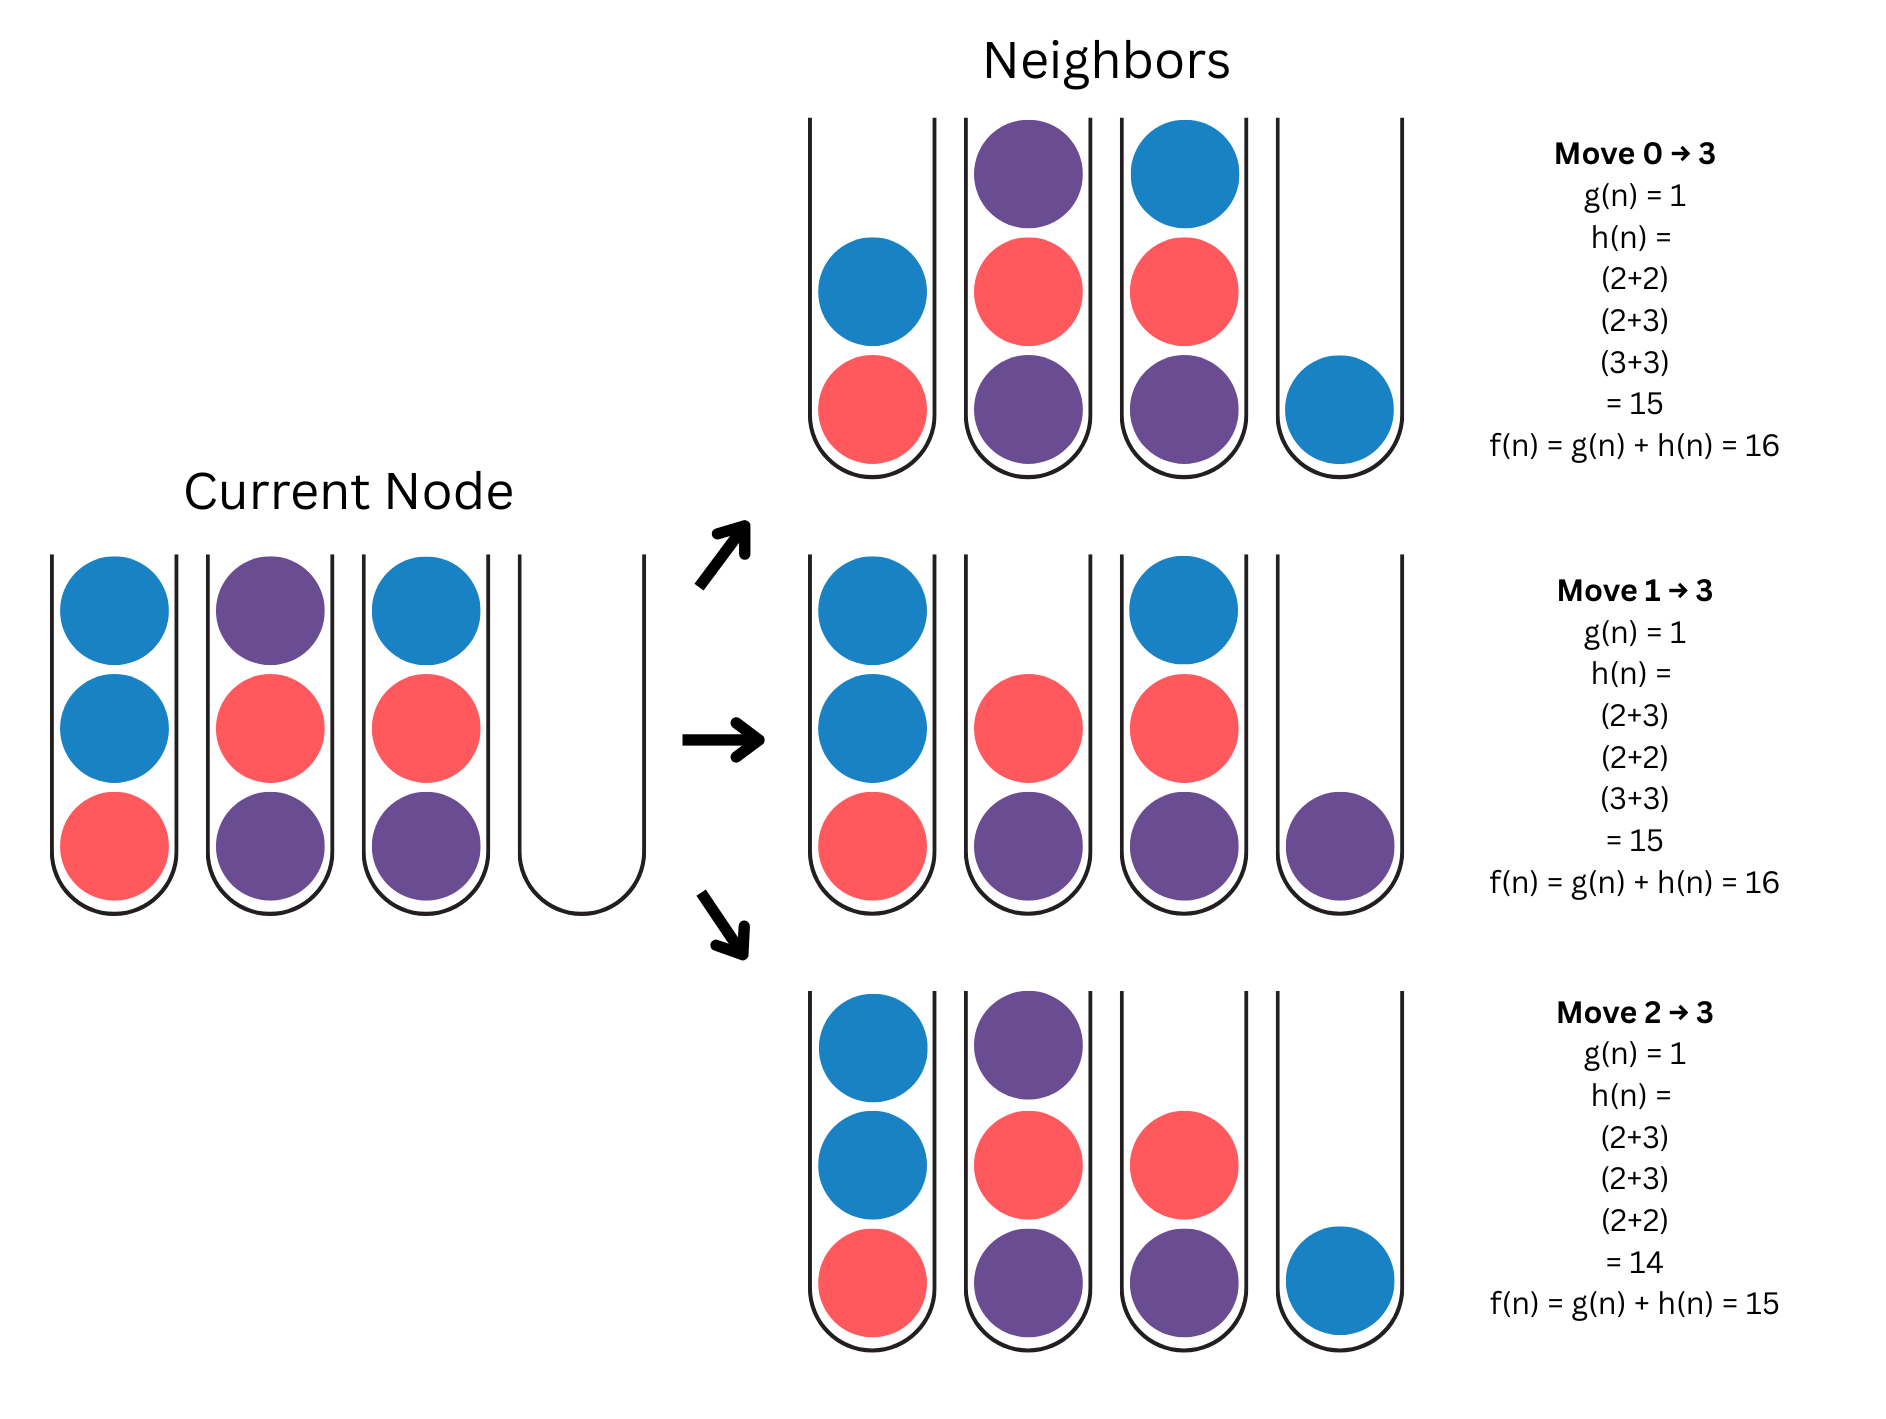 Neighbors
Move 0 → 3
g(n) = 1
h(n) =
(2+2)
(2+3)
(3+3)
= 15
f(n) = g(n) + h(n) = 16
Current Node
Move 1 → 3
g(n) = 1
h(n) =
(2+3)
(2+2)
(3+3)
= 15
f(n) = g(n) + h(n) = 16
Move 2 → 3
g(n) = 1
h(n) =
(2+3)
(2+3)
(2+2)
= 14
f(n) = g(n) + h(n) = 15